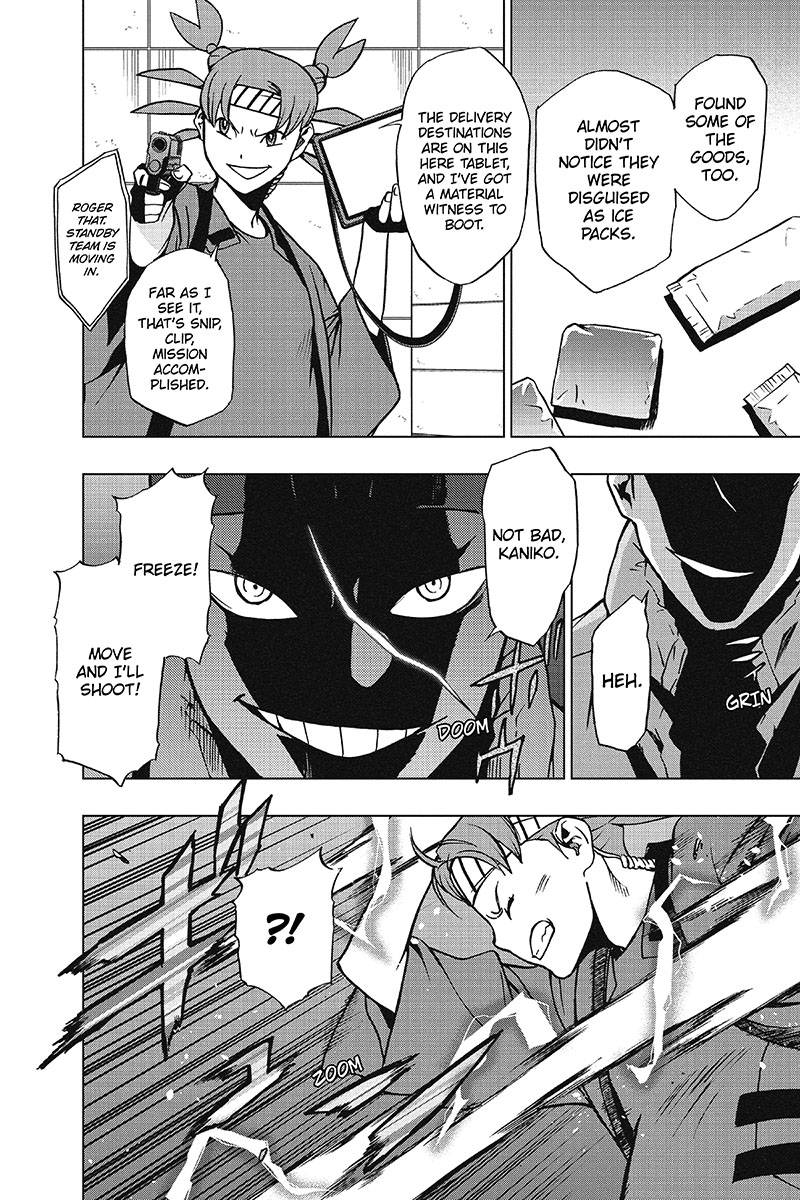 FOUND
SOME
OF THE
GOODS,
TOO.
ALMOST
DIDN'T
NOTICE THEY
WERE
DISGUISED
AS ICE
PACKS.
THE DELIVERY
DESTINATIONS
ARE ON THIS
HERE TABLET,
AND I'VE GOT
A MATERIAL
WITNESS TO
BOOT.
FAR AS I
SEE IT,
THAT'S SNIP,
CLIP,
MISSION
ACCOM-
PLISHED.
ROGER
THAT.
STANDBY
TEAM IS
MOVING
IN.
HEH.
GRIN
NOT BAD,
KANIKO.
DOOM
FREEZE!
MOVE
AND I'LL
SHOOT!
?!
ZOOM